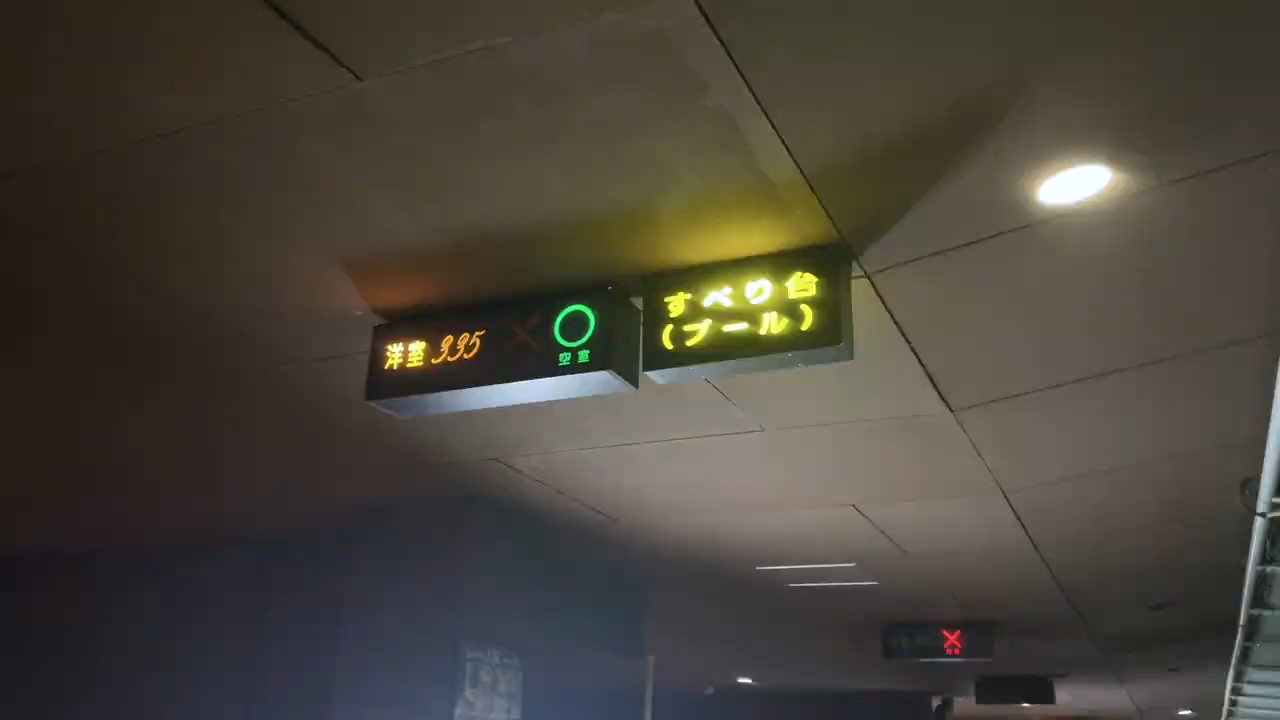 洋室 335 × ○
空室
すべり台
(プール)
×